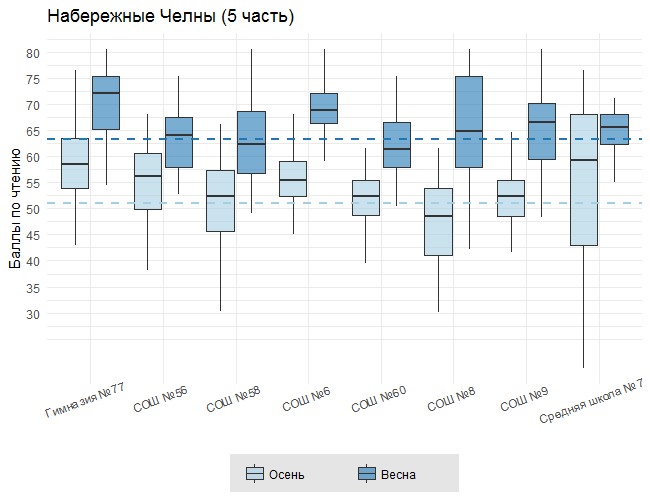 Набережные Челны (5 часть)
Баллы по чтению
80
75
70
65
60
55
50
45
40
35
30
Гимназия №77
СОШ №56
СОШ №58
СОШ №6
СОШ №60
СОШ №8
СОШ №9
Средняя школа №7
Осень
Весна